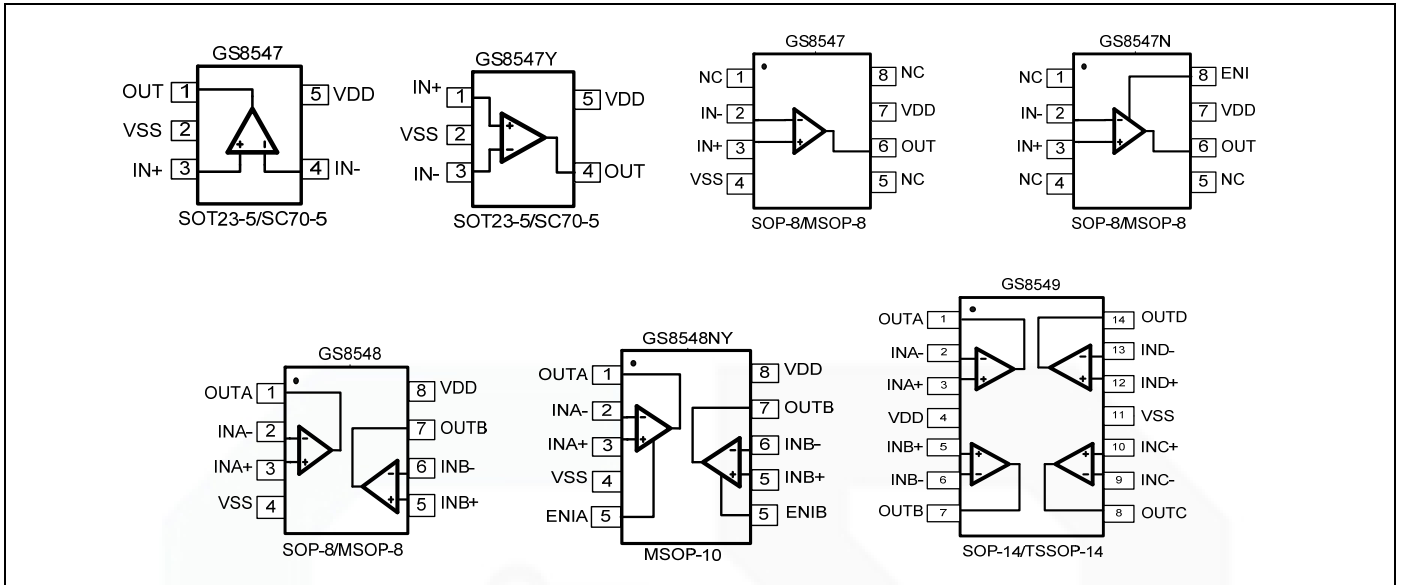 GS8547
OUT 1
5 VDD
VSS 2
IN+ 3
4 IN-
SOT23-5/SC70-5
GS8547Y
IN+ 1
5 VDD
VSS 2
IN- 3
4 OUT
+
−
SOT23-5/SC70-5
GS8547
NC 1
8 NC
IN- 2
7 VDD
IN+ 3
6 OUT
VSS 4
5 NC
SOP-8/MSOP-8
GS8547N
NC 1
8 ENI
IN- 2
7 VDD
IN+ 3
6 OUT
NC 4
5 NC
SOP-8/MSOP-8
GS8548
OUTA 1
8 VDD
INA- 2
7 OUTB
INA+ 3
6 INB-
VSS 4
5 INB+
SOP-8/MSOP-8
GS8548NY
OUTA 1
8 VDD
INA- 2
7 OUTB
INA+ 3
6 INB-
VSS 4
5 INB+
ENIA 5
5 ENIB
MSOP-10
GS8549
OUTA 1
14 OUTD
INA- 2
13 IND-
INA+ 3
12 IND+
VDD 4
11 VSS
INB+ 5
10 INC+
INB- 6
9 INC-
OUTB 7
8 OUTC
SOP-14/TSSOP-14